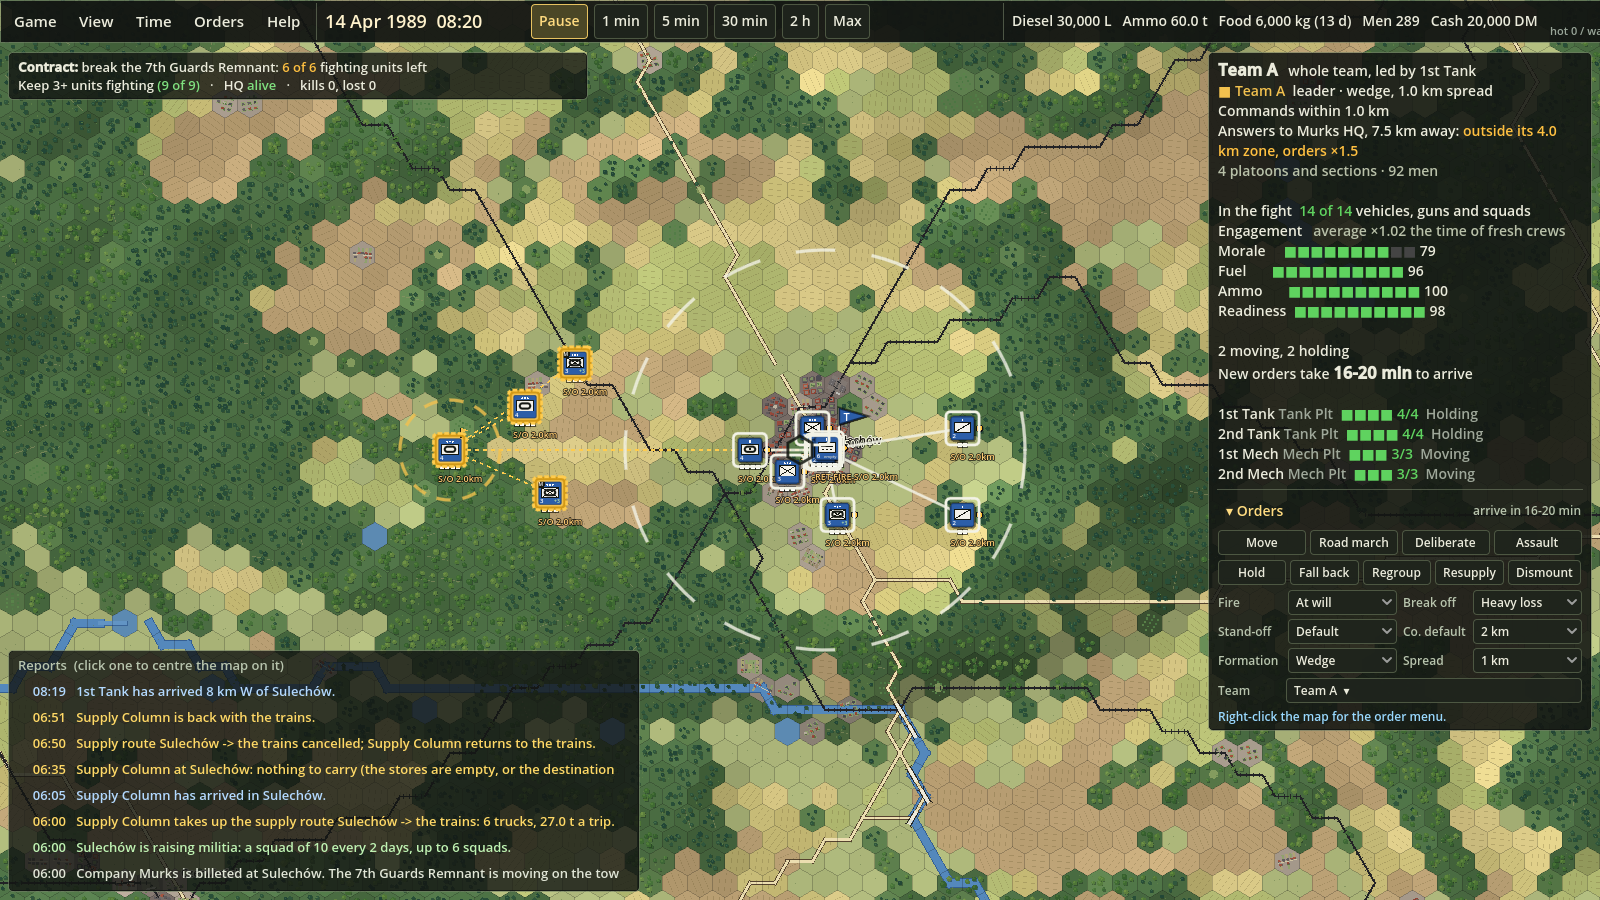 Game View Time Orders Help 14 Apr 1989 08:20 Pause 1 min 5 min 30 min 2 h Max Diesel 30,000 L Ammo 60.0 t Food 6,000 kg (13 d) Men 289 Cash 20,000 DM
hot 0 / wa
Contract: break the 7th Guards Remnant: 6 of 6 fighting units left
Keep 3+ units fighting (9 of 9) · HQ alive · kills 0, lost 0
Team A whole team, led by 1st Tank
Team A leader · wedge, 1.0 km spread
Commands within 1.0 km
Answers to Murks HQ, 7.5 km away: outside its 4.0
km zone, orders ×1.5
4 platoons and sections · 92 men
In the fight 14 of 14 vehicles, guns and squads
Engagement average ×1.02 the time of fresh crews
Morale 79
Fuel 96
Ammo 100
Readiness 98
2 moving, 2 holding
New orders take 16-20 min to arrive
1st Tank Tank Plt 4/4 Holding
2nd Tank Tank Plt 4/4 Holding
1st Mech Mech Plt 3/3 Moving
2nd Mech Mech Plt 3/3 Moving
▾ Orders arrive in 16-20 min
Move Road march Deliberate Assault
Hold Fall back Regroup Resupply Dismount
Fire At will Break off Heavy loss
Stand-off Default Co. default 2 km
Formation Wedge Spread 1 km
Team Team A ▾
Right-click the map for the order menu.
S/O 2.0km
S/O 2.0km
S/O 2.0km
S/O 2.0km
T
S/O 2.0km
S/O 2.0km
S/O 2.0km
S/O 2.0km
S/O 2.0km
Reports (click one to centre the map on it)
08:19 1st Tank has arrived 8 km W of Sulechów.
06:51 Supply Column is back with the trains.
06:50 Supply route Sulechów -> the trains cancelled; Supply Column returns to the trains.
06:35 Supply Column at Sulechów: nothing to carry (the stores are empty, or the destination
06:05 Supply Column has arrived in Sulechów.
06:00 Supply Column takes up the supply route Sulechów -> the trains: 6 trucks, 27.0 t a trip.
06:00 Sulechów is raising militia: a squad of 10 every 2 days, up to 6 squads.
06:00 Company Murks is billeted at Sulechów. The 7th Guards Remnant is moving on the tow